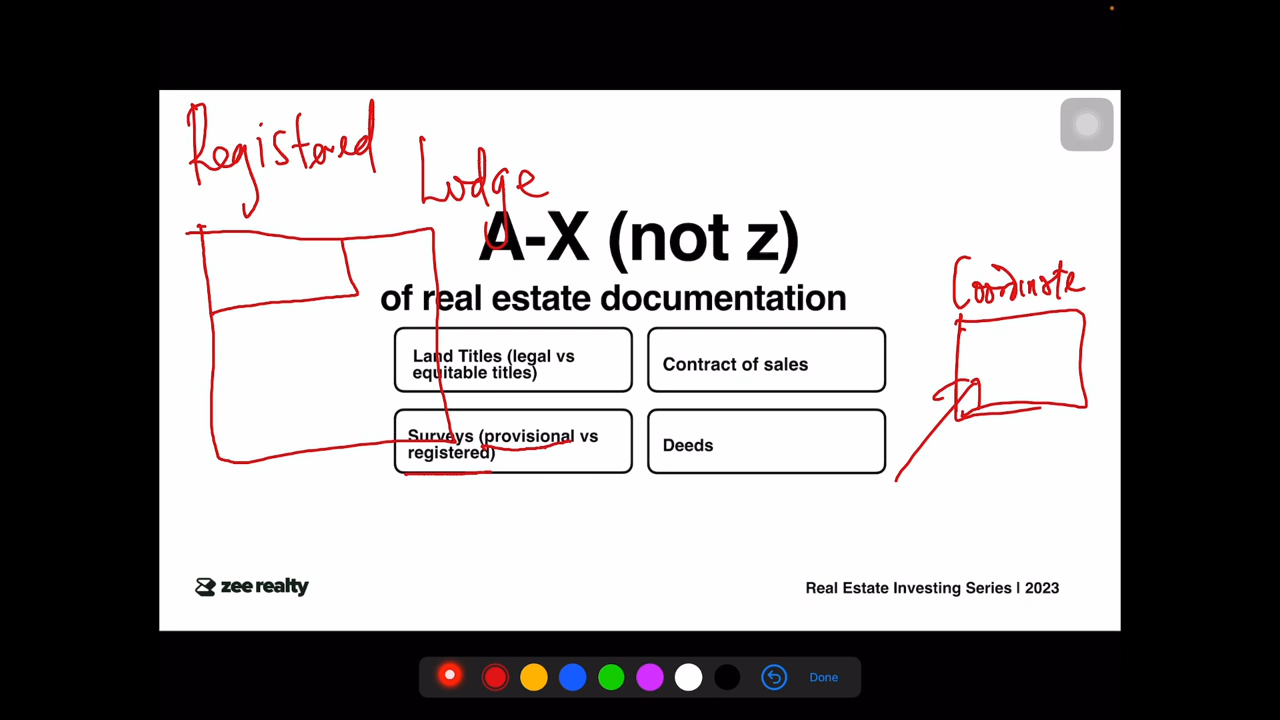 Registered
Lodge
A-X (not z)
of real estate documentation
Coordinate
Land Titles (legal vs
equitable titles)
Contract of sales
Surveys (provisional vs
registered)
Deeds
zee realty
Real Estate Investing Series | 2023
Done